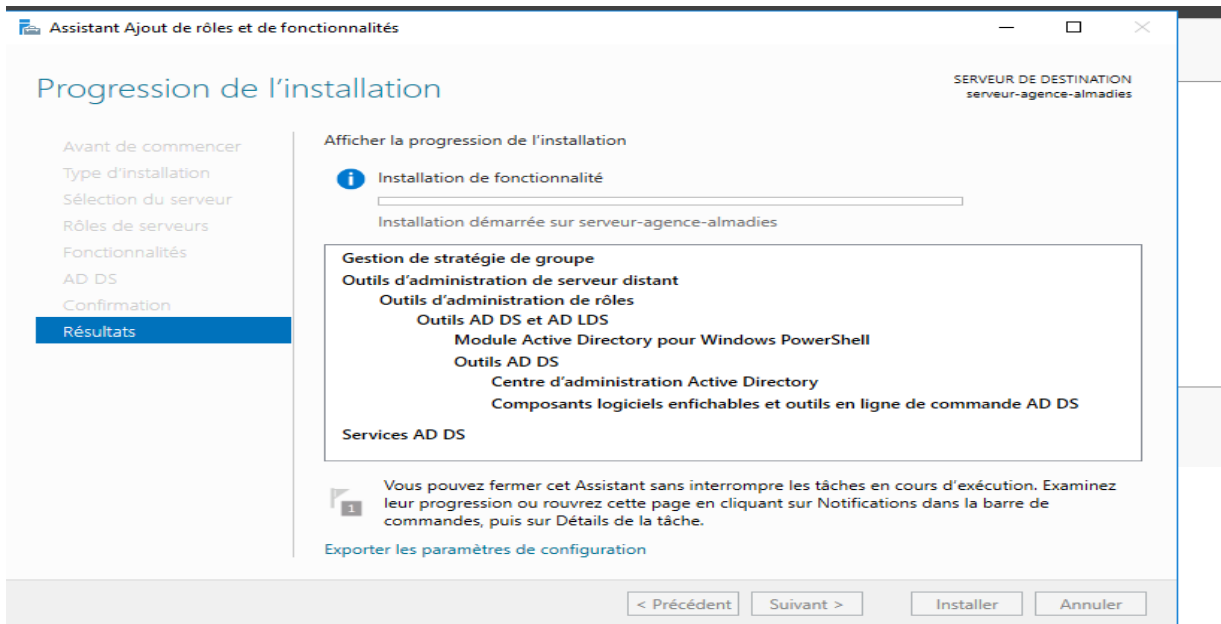 Assistant Ajout de rôles et de fonctionnalités
Progression de l'installation
SERVEUR DE DESTINATION
serveur-agence-almadies
Avant de commencer
Type d'installation
Sélection du serveur
Rôles de serveurs
Fonctionnalités
AD DS
Confirmation
Résultats
Afficher la progression de l'installation
Installation de fonctionnalité
Installation démarrée sur serveur-agence-almadies
Gestion de stratégie de groupe
Outils d'administration de serveur distant
Outils d'administration de rôles
Outils AD DS et AD LDS
Module Active Directory pour Windows PowerShell
Outils AD DS
Centre d'administration Active Directory
Composants logiciels enfichables et outils en ligne de commande AD DS
Services AD DS
1
Vous pouvez fermer cet Assistant sans interrompre les tâches en cours d'exécution. Examinez
leur progression ou rouvrez cette page en cliquant sur Notifications dans la barre de
commandes, puis sur Détails de la tâche.
Exporter les paramètres de configuration
< Précédent Suivant > Installer Annuler